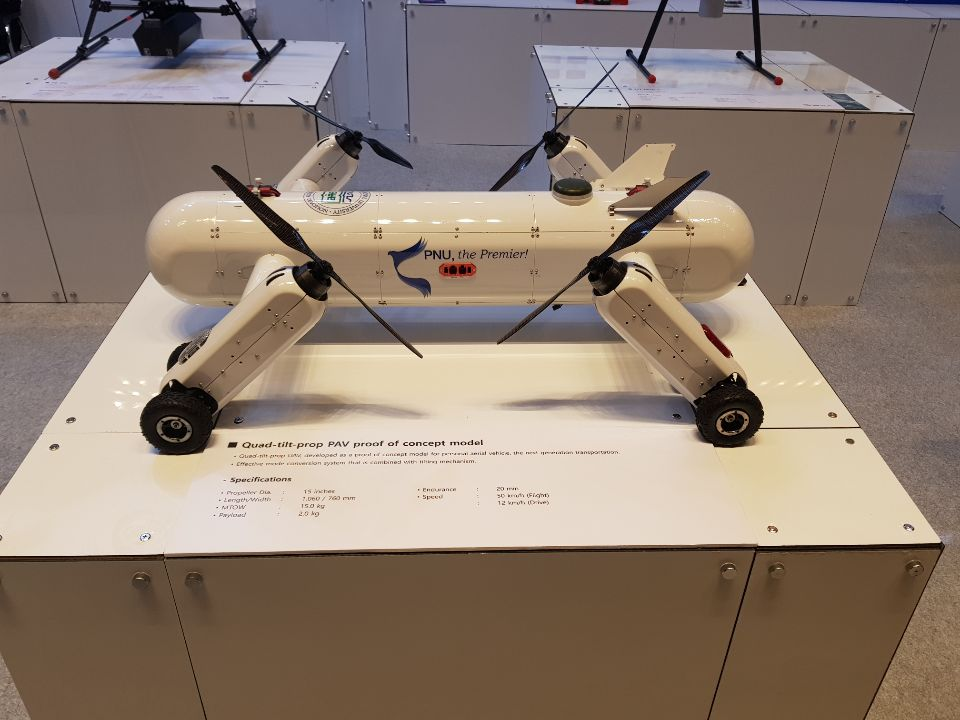 PNU, the Premier!
■ Quad-tilt-prop PAV proof of concept model
• Quad-tilt-prop UAV, developed as a proof of concept model for personal aerial vehicle, the next generation transportation.
• Effective mode conversion system that is combined with tilting mechanism.
- Specifications
• Propeller Dia. : 15 inches
• Length/Width : 1,060 / 760 mm
• MTOW : 15.0 kg
• Payload : 2.0 kg
• Endurance : 20 min
• Speed : 50 km/h (Flight)
: 12 km/h (Drive)